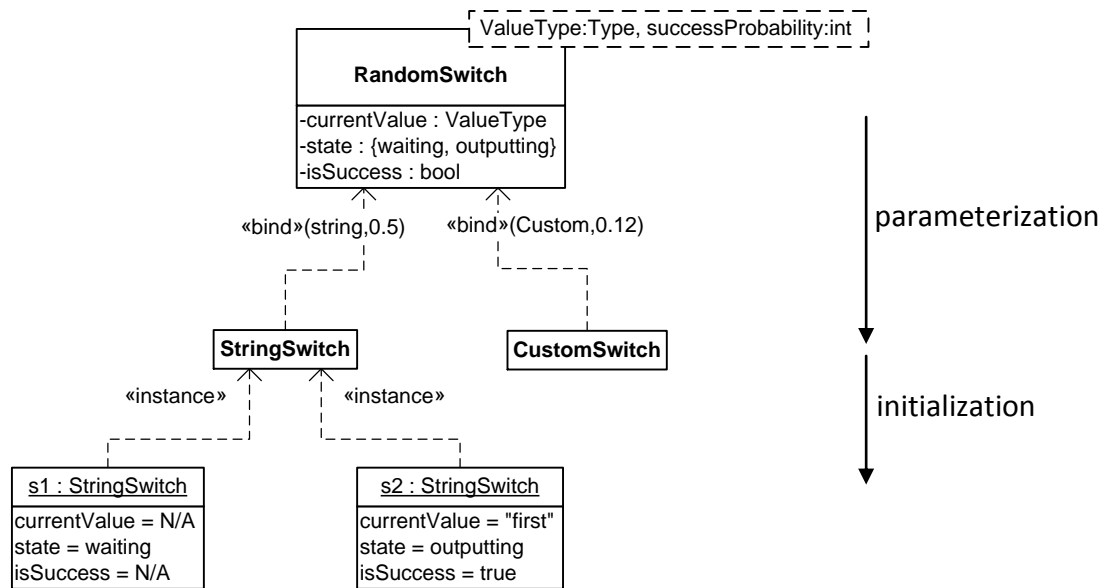 ValueType:Type, successProbability:int
RandomSwitch
-currentValue : ValueType
-state : {waiting, outputting}
-isSuccess : bool
«bind»(string,0.5)
«bind»(Custom,0.12)
parameterization
StringSwitch
CustomSwitch
«instance»
«instance»
initialization
s1 : StringSwitch
currentValue = N/A
state = waiting
isSuccess = N/A
s2 : StringSwitch
currentValue = "first"
state = outputting
isSuccess = true